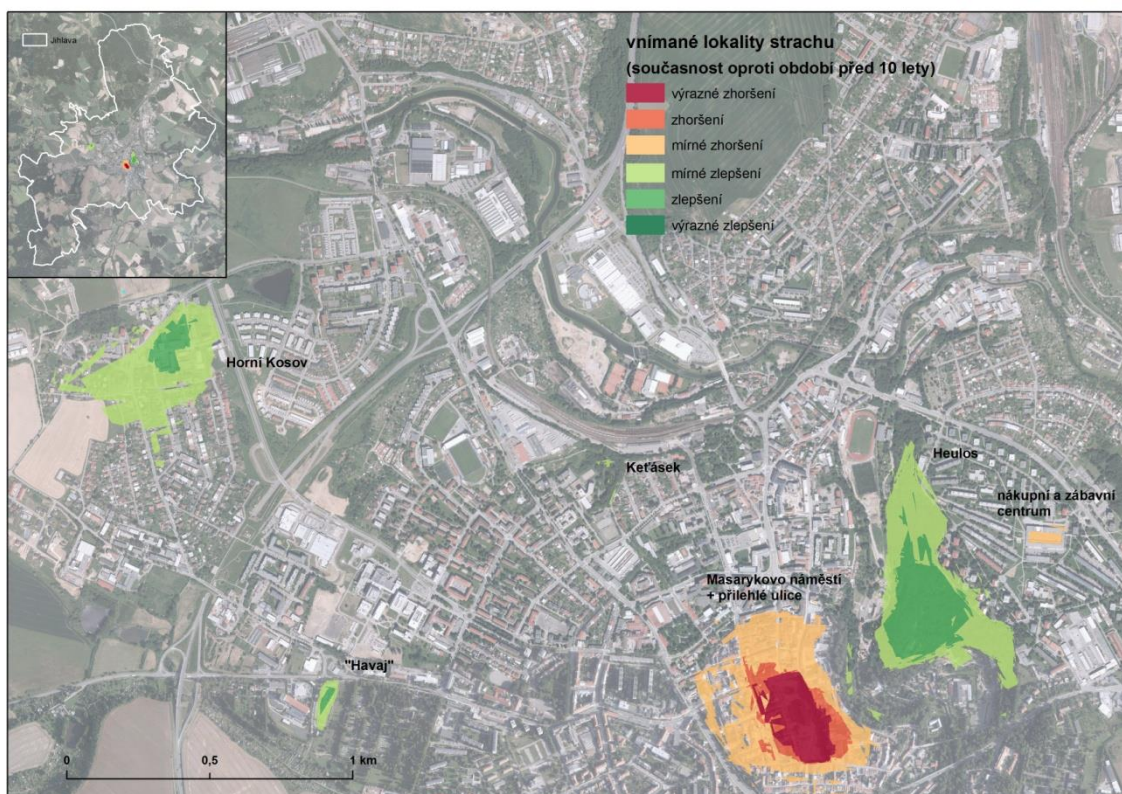 Jihlava
vnímané lokality strachu
(současnost oproti období před 10 lety)
výrazné zhoršení
zhoršení
mírné zhoršení
mírné zlepšení
zlepšení
výrazné zlepšení
Horní Kosov
Keťásek
Heulos
nákupní a zábavní
centrum
Masarykovo náměstí
+ přilehlé ulice
"Havaj"
0
0,5
1 km